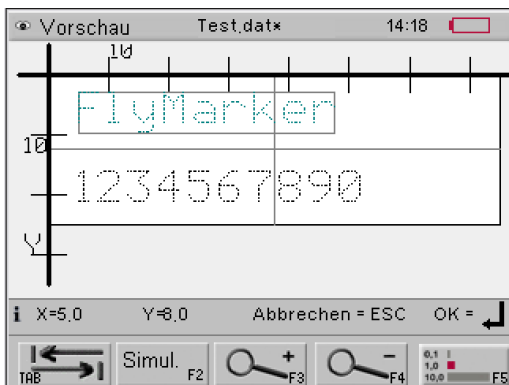 Vorschau Test.dat* 14:18
10
FlyMarker
10
1234567890
Y
i X=5.0 Y=8.0 Abbrechen = ESC OK =
TAB Simul. F2 + F3 - F4 0,1 1,0 10,0 F5